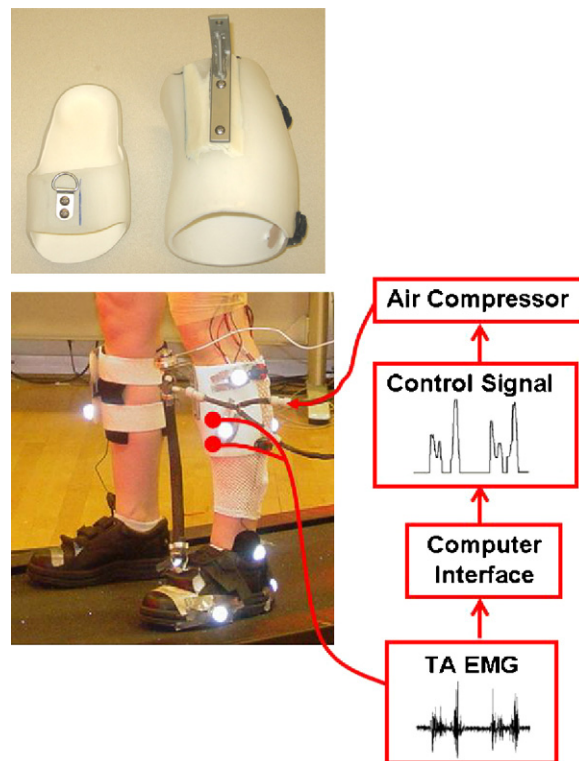 Air Compressor
Control Signal
Computer
Interface
TA EMG